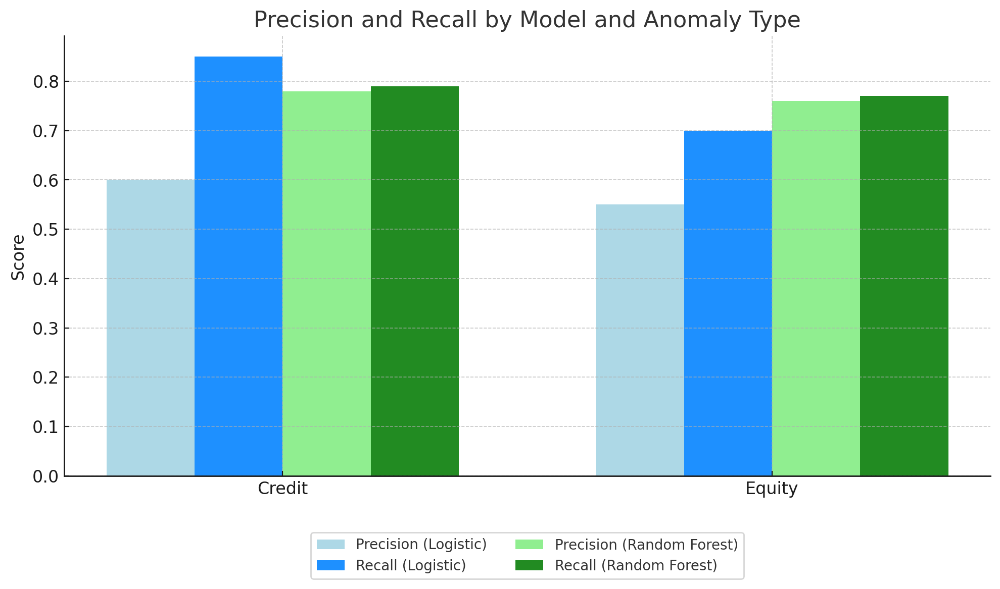 Precision and Recall by Model and Anomaly Type
Score
0.8
0.7
0.6
0.5
0.4
0.3
0.2
0.1
0.0
Credit
Equity
Precision (Logistic)
Recall (Logistic)
Precision (Random Forest)
Recall (Random Forest)